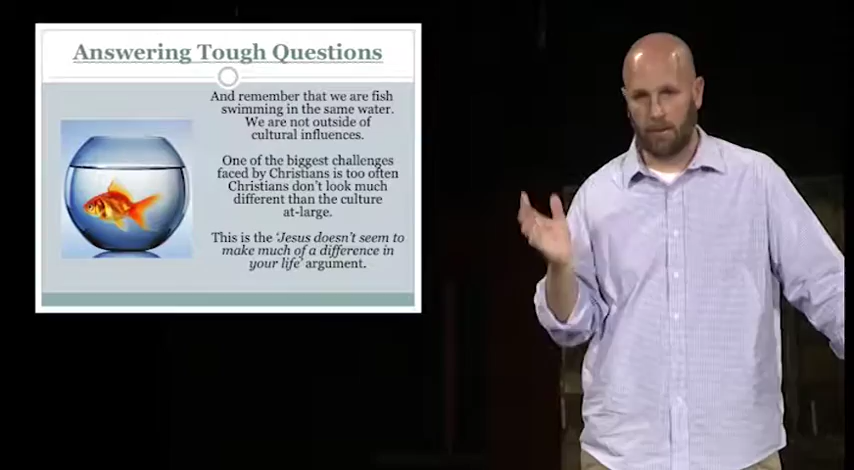 Answering Tough Questions
And remember that we are fish
swimming in the same water.
We are not outside of
cultural influences.
One of the biggest challenges
faced by Christians is too often
Christians don't look much
different than the culture
at-large.
This is the 'Jesus doesn't seem to
make much of a difference in
your life' argument.